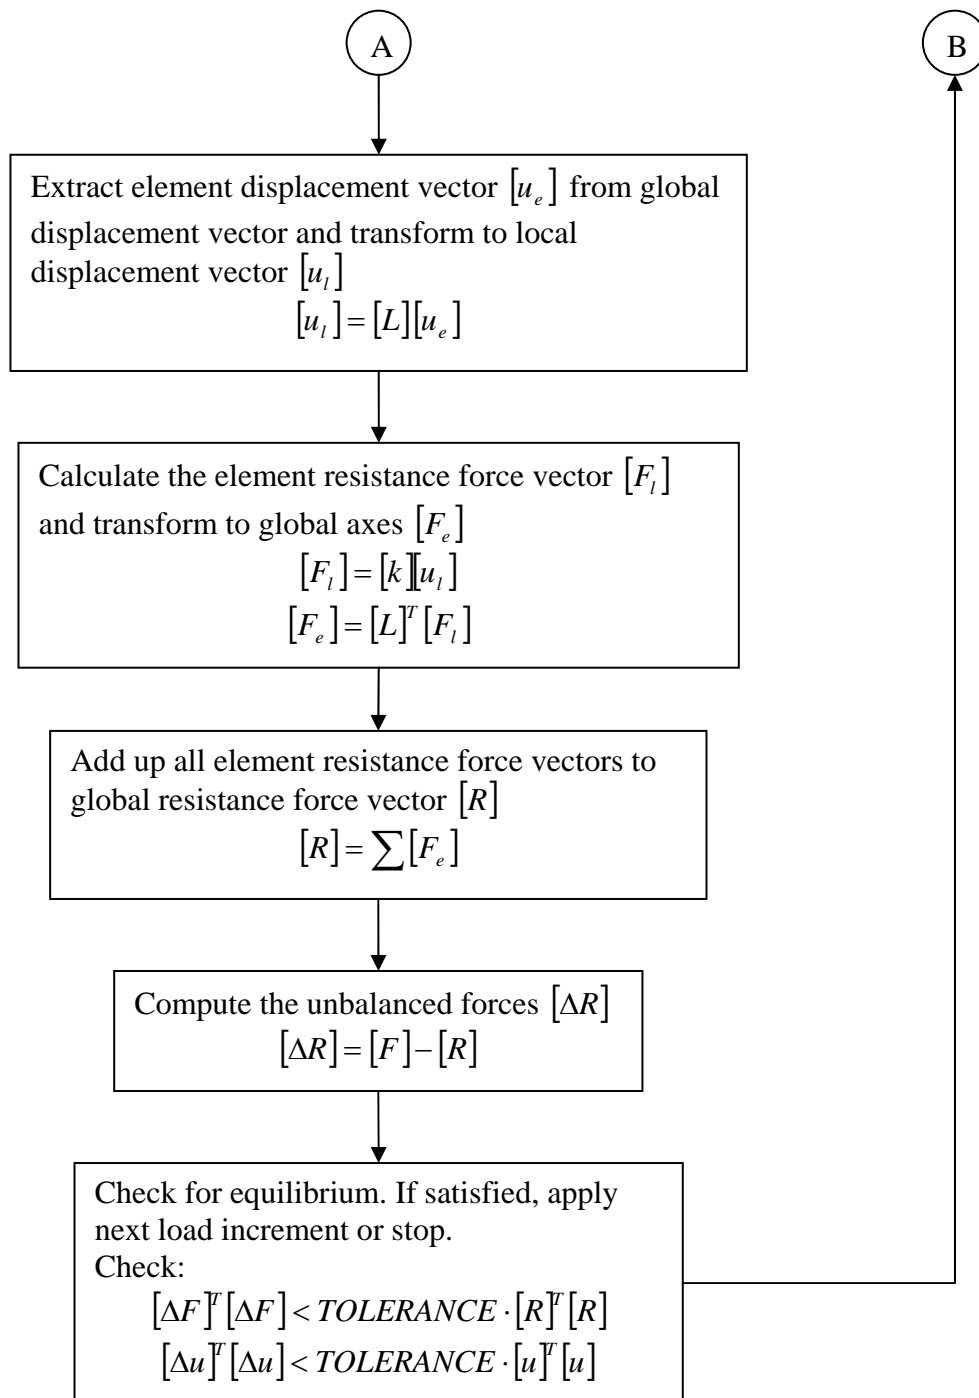 A
B
Extract element displacement vector [u_e] from global
displacement vector and transform to local
displacement vector [u_l]
[u_l] = [L][u_e]
Calculate the element resistance force vector [F_l]
and transform to global axes [F_e]
[F_l] = [k][u_l]
[F_e] = [L]^T [F_l]
Add up all element resistance force vectors to
global resistance force vector [R]
[R] = ∑[F_e]
Compute the unbalanced forces [ΔR]
[ΔR] = [F] − [R]
Check for equilibrium. If satisfied, apply
next load increment or stop.
Check:
[ΔF]^T [ΔF] < TOLERANCE · [R]^T [R]
[Δu]^T [Δu] < TOLERANCE · [u]^T [u]